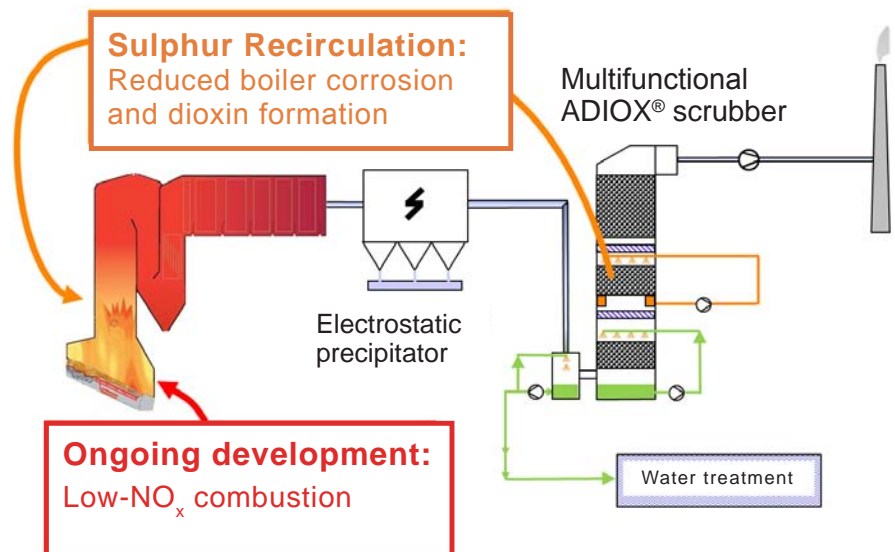 Sulphur Recirculation:
Reduced boiler corrosion
and dioxin formation
Multifunctional
ADIOX® scrubber
Electrostatic
precipitator
Ongoing development:
Low-NOx combustion
Water treatment